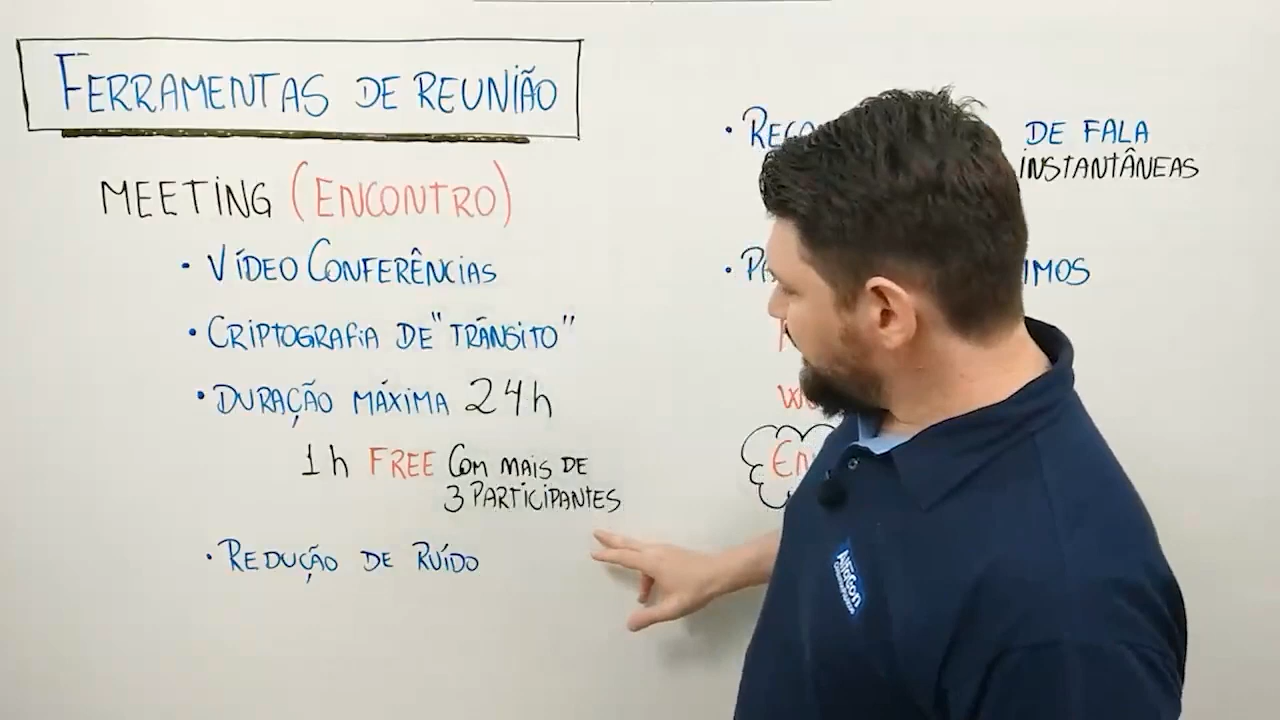 FERRAMENTAS DE REUNIÃO
MEETING (ENCONTRO)
• VÍDEO CONFERÊNCIAS
• CRIPTOGRAFIA DE "TRÂNSITO"
• DURAÇÃO MÁXIMA 24h
1h FREE COM MAIS DE
3 PARTICIPANTES
• REDUÇÃO DE RUÍDO
DE FALA
INSTANTÂNEAS
AlfaCon